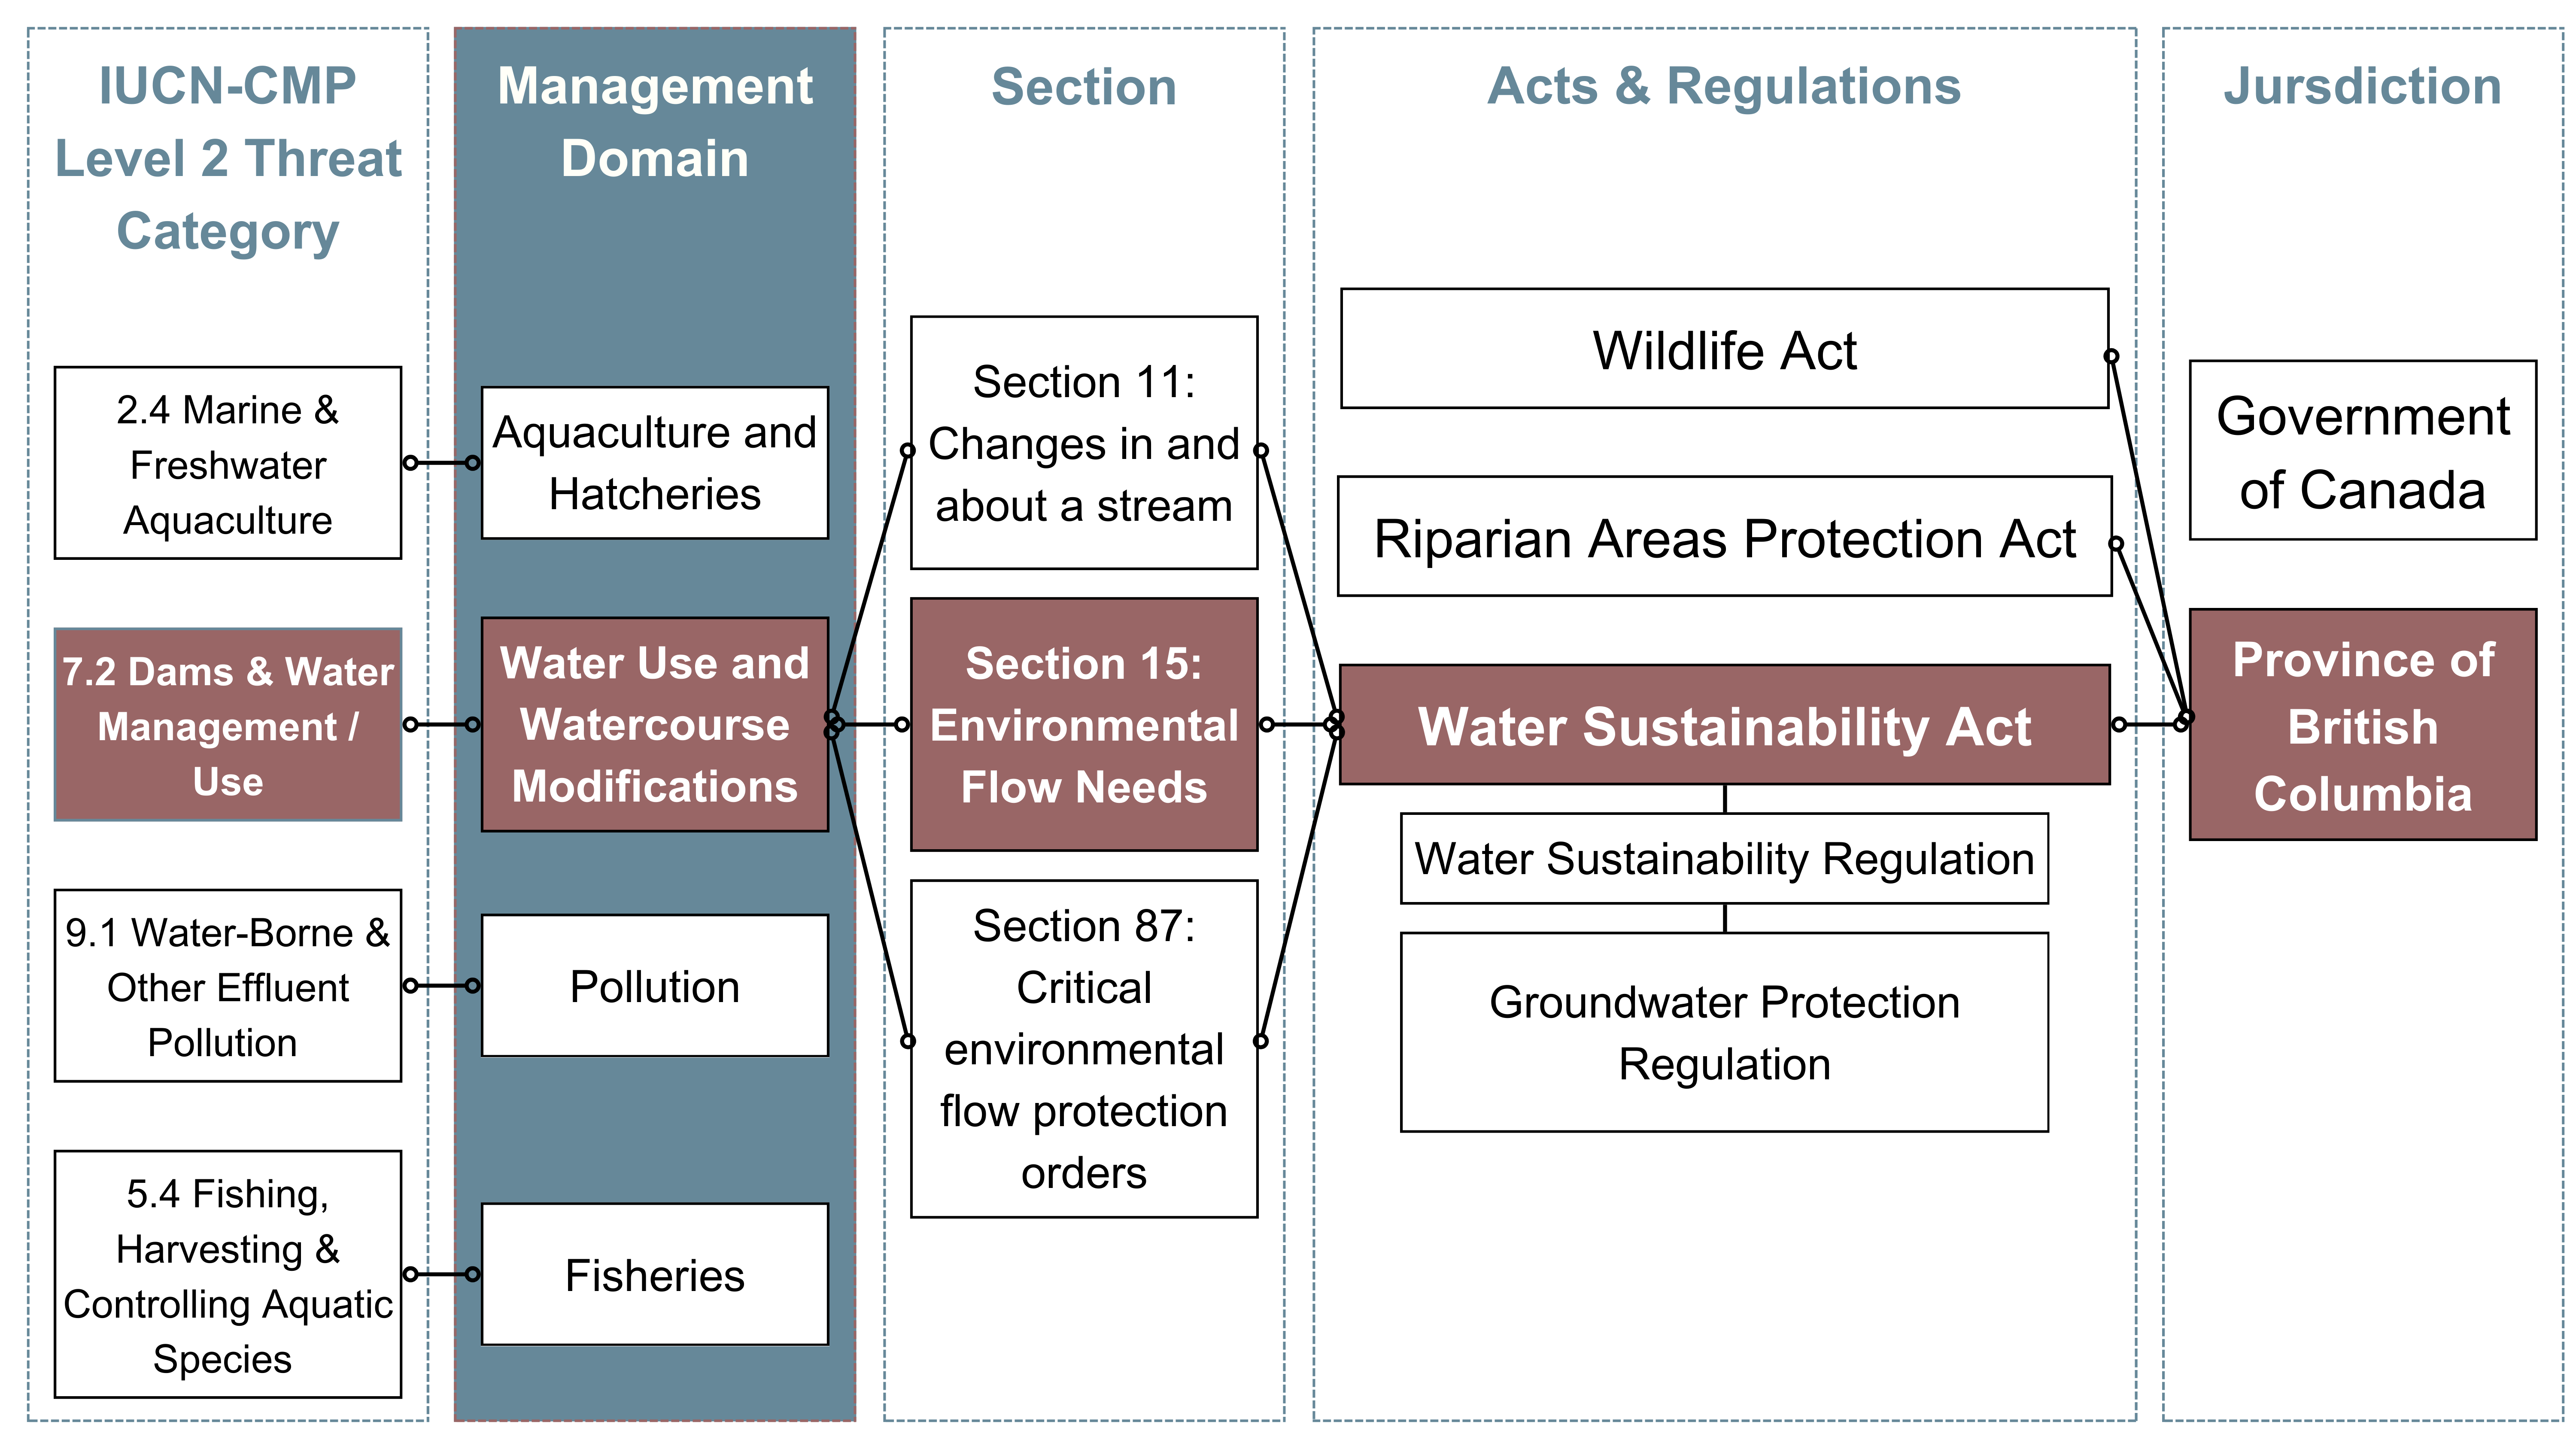 IUCN-CMP
Level 2 Threat
Category
2.4 Marine &
Freshwater
Aquaculture
7.2 Dams & Water
Management /
Use
9.1 Water-Borne &
Other Effluent
Pollution
5.4 Fishing,
Harvesting &
Controlling Aquatic
Species
Management
Domain
Aquaculture and
Hatcheries
Water Use and
Watercourse
Modifications
Pollution
Fisheries
Section
Section 11:
Changes in and
about a stream
Section 15:
Environmental
Flow Needs
Section 87:
Critical
environmental
flow protection
orders
Acts & Regulations
Wildlife Act
Riparian Areas Protection Act
Water Sustainability Act
Water Sustainability Regulation
Groundwater Protection
Regulation
Jursdiction
Government
of Canada
Province of
British
Columbia